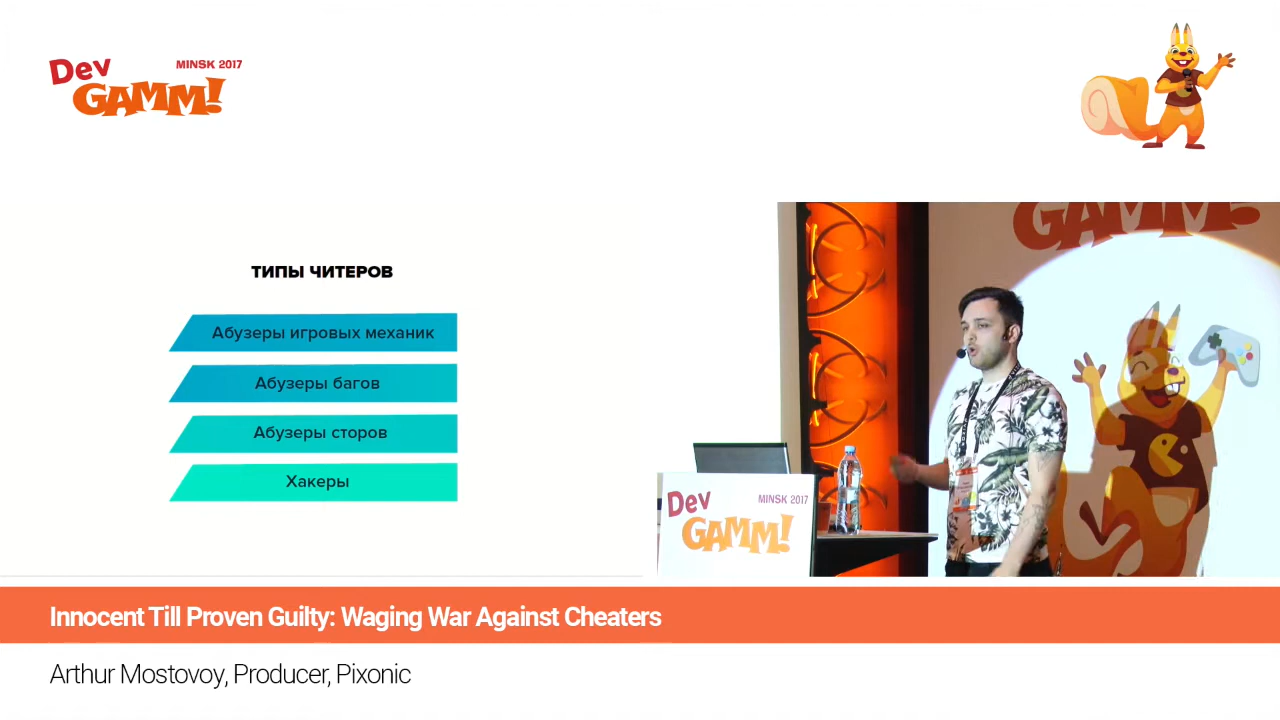 Dev
MINSK 2017
GAMM!
ТИПЫ ЧИТЕРОВ
Абузеры игровых механик
Абузеры багов
Абузеры сторов
Хакеры
GAMM!
Dev
MINSK 2017
GAMM!
Innocent Till Proven Guilty: Waging War Against Cheaters
Arthur Mostovoy, Producer, Pixonic